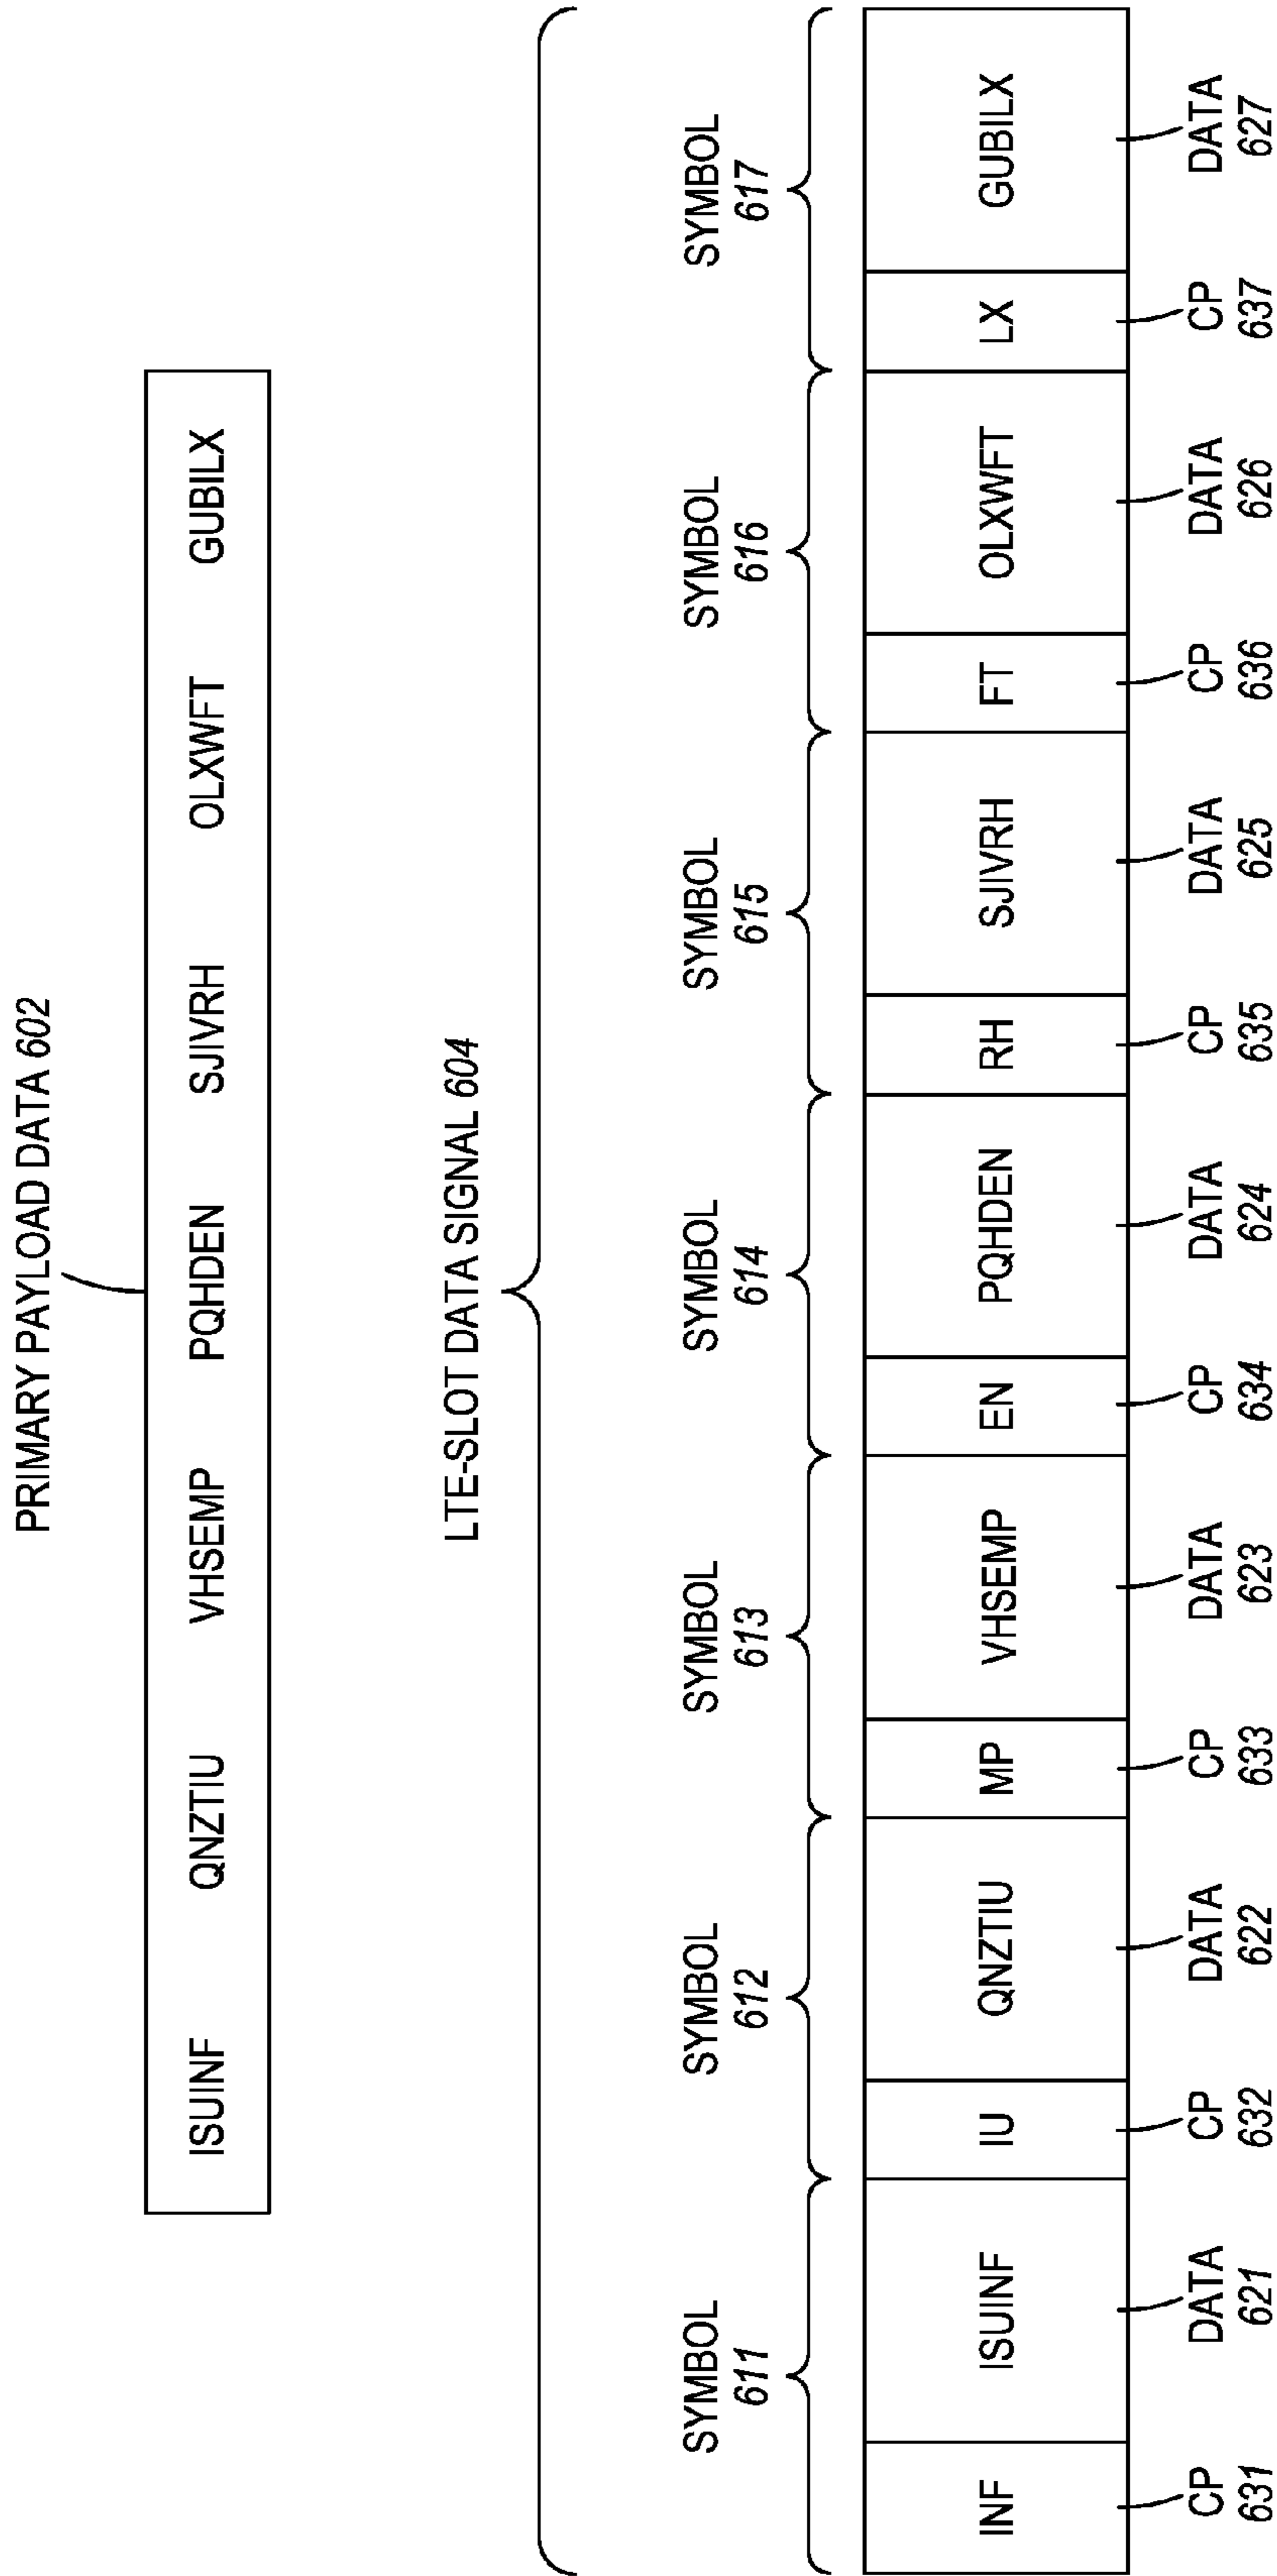 PRIMARY PAYLOAD DATA 602
ISUINF QNZTIU VHSEMP PQHDEN SJIVRH OLXWFT GUBILX
LTE-SLOT DATA SIGNAL 604
SYMBOL SYMBOL SYMBOL SYMBOL SYMBOL SYMBOL SYMBOL
611 612 613 614 615 616 617
INF ISUINF IU QNZTIU MP VHSEMP EN PQHDEN RH SJIVRH FT OLXWFT LX GUBILX
CP DATA CP DATA CP DATA CP DATA CP DATA CP DATA CP DATA
631 621 632 622 633 623 634 624 635 625 636 626 637 627